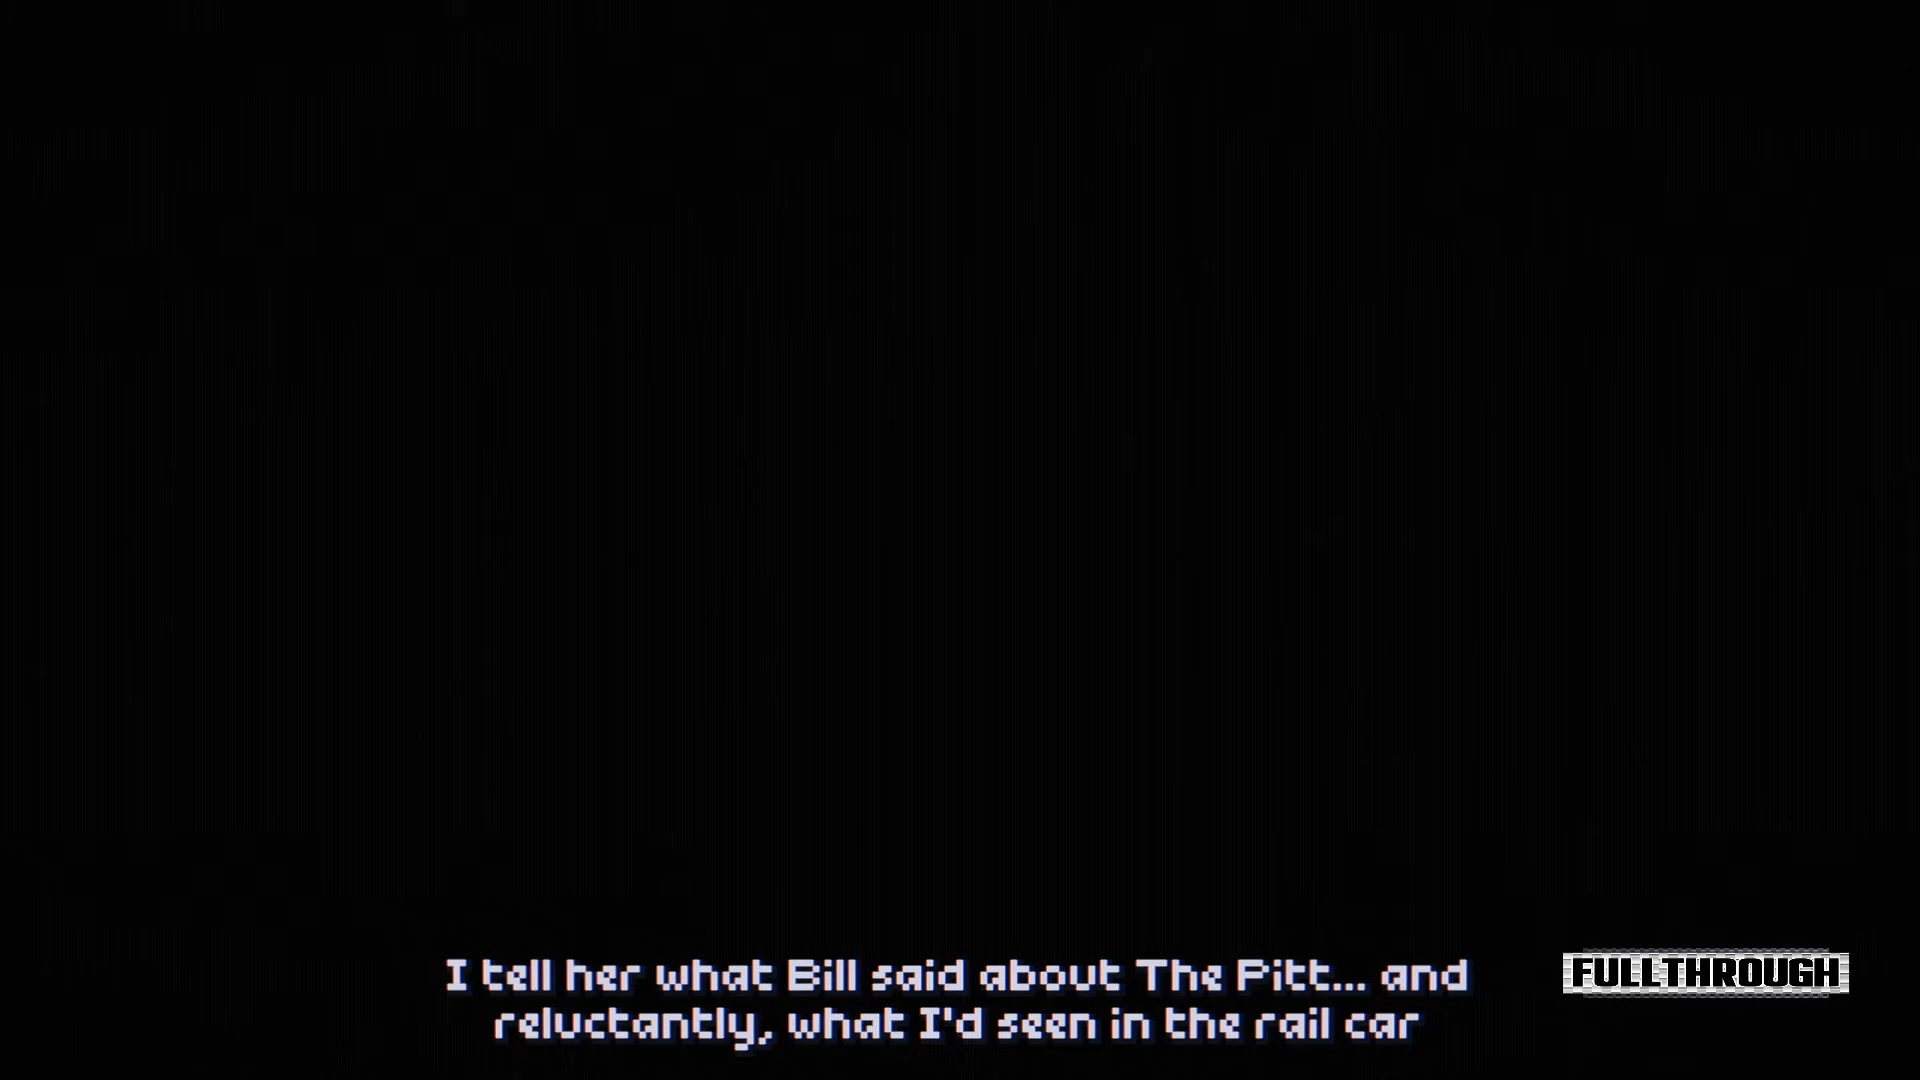 I tell her what Bill said about The Pitt... and
reluctantly, what I'd seen in the rail car
FULLTHROUGH